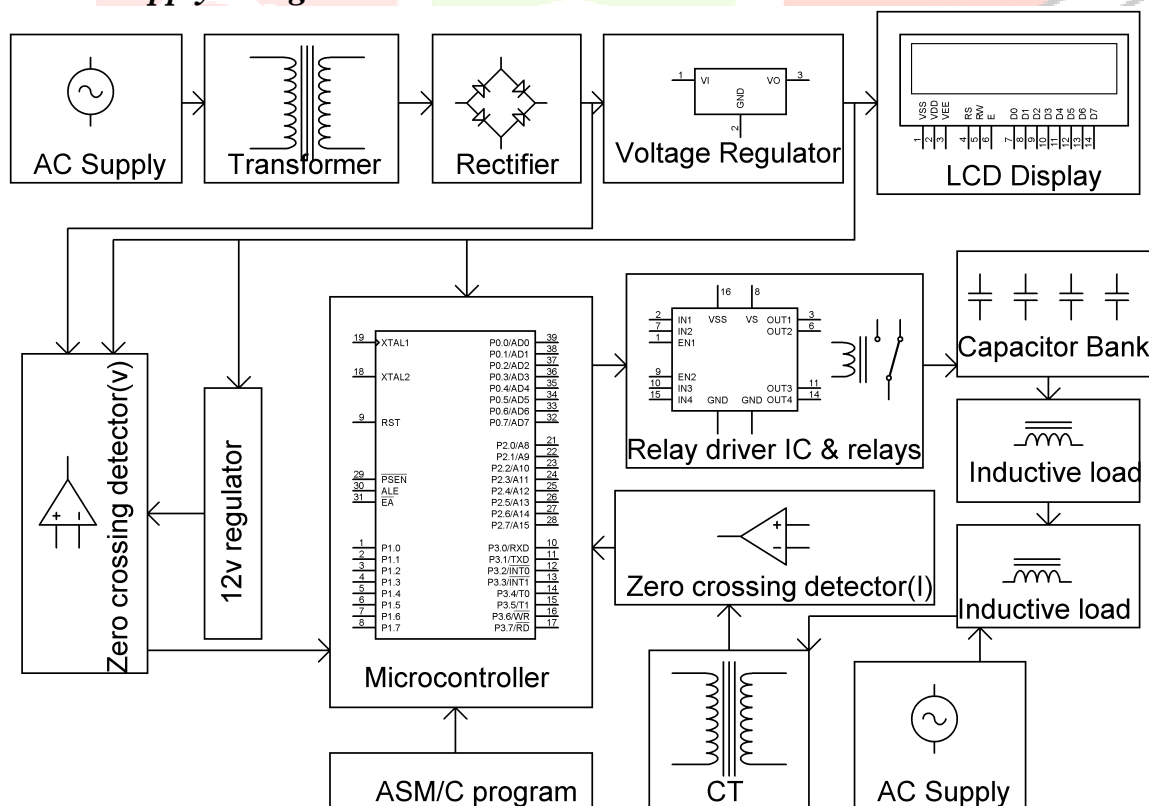 AC Supply
Transformer
Rectifier
1 VI VO 3
GND
2
Voltage Regulator
VSS VDD VEE RS RW E D0 D1 D2 D3 D4 D5 D6 D7
1 2 3 4 5 6 7 8 9 10 11 12 13 14
LCD Display
Zero crossing detector(v)
+ -
12v regulator
19 XTAL1 P0.0/AD0 39
P0.1/AD1 38
P0.2/AD2 37
18 XTAL2 P0.3/AD3 36
P0.4/AD4 35
P0.5/AD5 34
P0.6/AD6 33
9 RST P0.7/AD7 32
P2.0/A8 21
P2.1/A9 22
P2.2/A10 23
29 PSEN P2.3/A11 24
30 ALE P2.4/A12 25
31 EA P2.5/A13 26
P2.6/A14 27
P2.7/A15 28
1 P1.0 P3.0/RXD 10
2 P1.1 P3.1/TXD 11
3 P1.2 P3.2/INT0 12
4 P1.3 P3.3/INT1 13
5 P1.4 P3.4/T0 14
6 P1.5 P3.5/T1 15
7 P1.6 P3.6/WR 16
8 P1.7 P3.7/RD 17
Microcontroller
16 8
2 IN1 VSS VS OUT1 3
7 IN2 OUT2 6
1 EN1
9 EN2
10 IN3 OUT3 11
15 IN4 GND GND OUT4 14
Relay driver IC & relays
Capacitor Bank
Inductive load
Inductive load
+
-
Zero crossing detector(I)
ASM/C program
CT
AC Supply